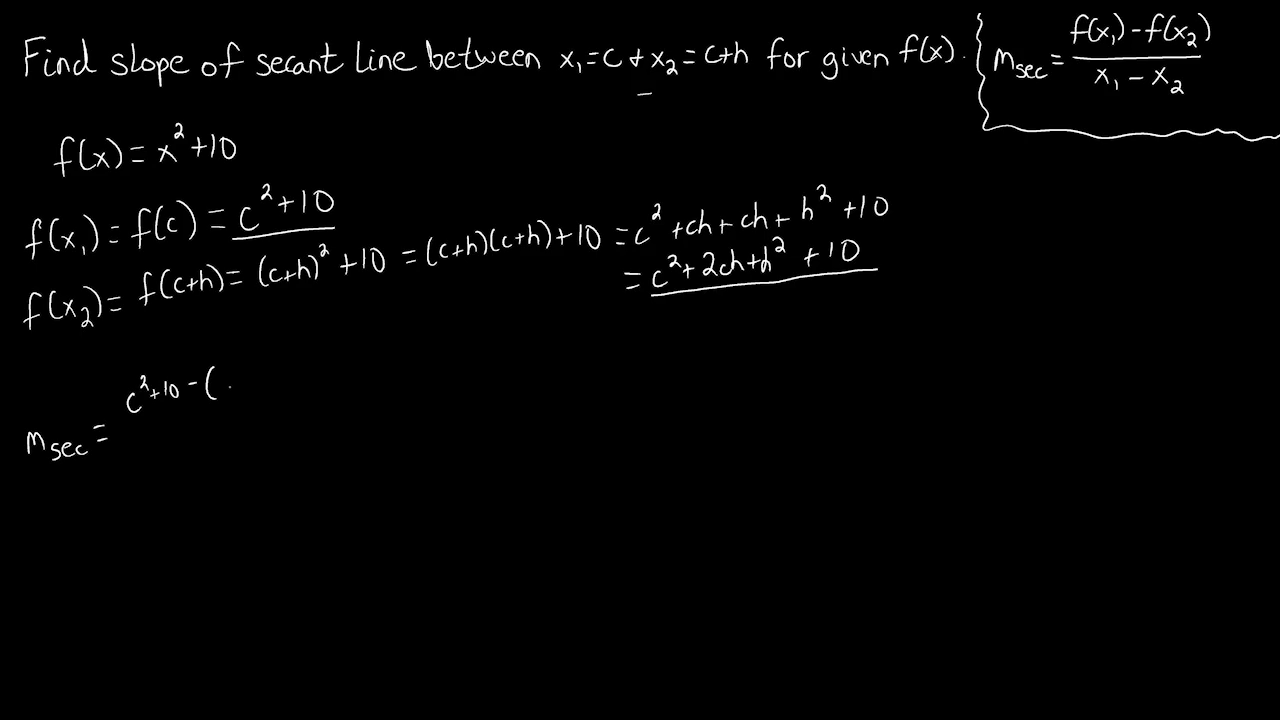 Find slope of secant line between x₁=c + x₂=c+h for given f(x).
m_sec = (f(x₁)-f(x₂))/(x₁-x₂)
f(x)=x²+10
f(x₁)=f(c)=c²+10
f(x₂)=f(c+h)=(c+h)²+10=(c+h)(c+h)+10=c²+ch+ch+h²+10
=c²+2ch+h²+10
m_sec= c²+10-(